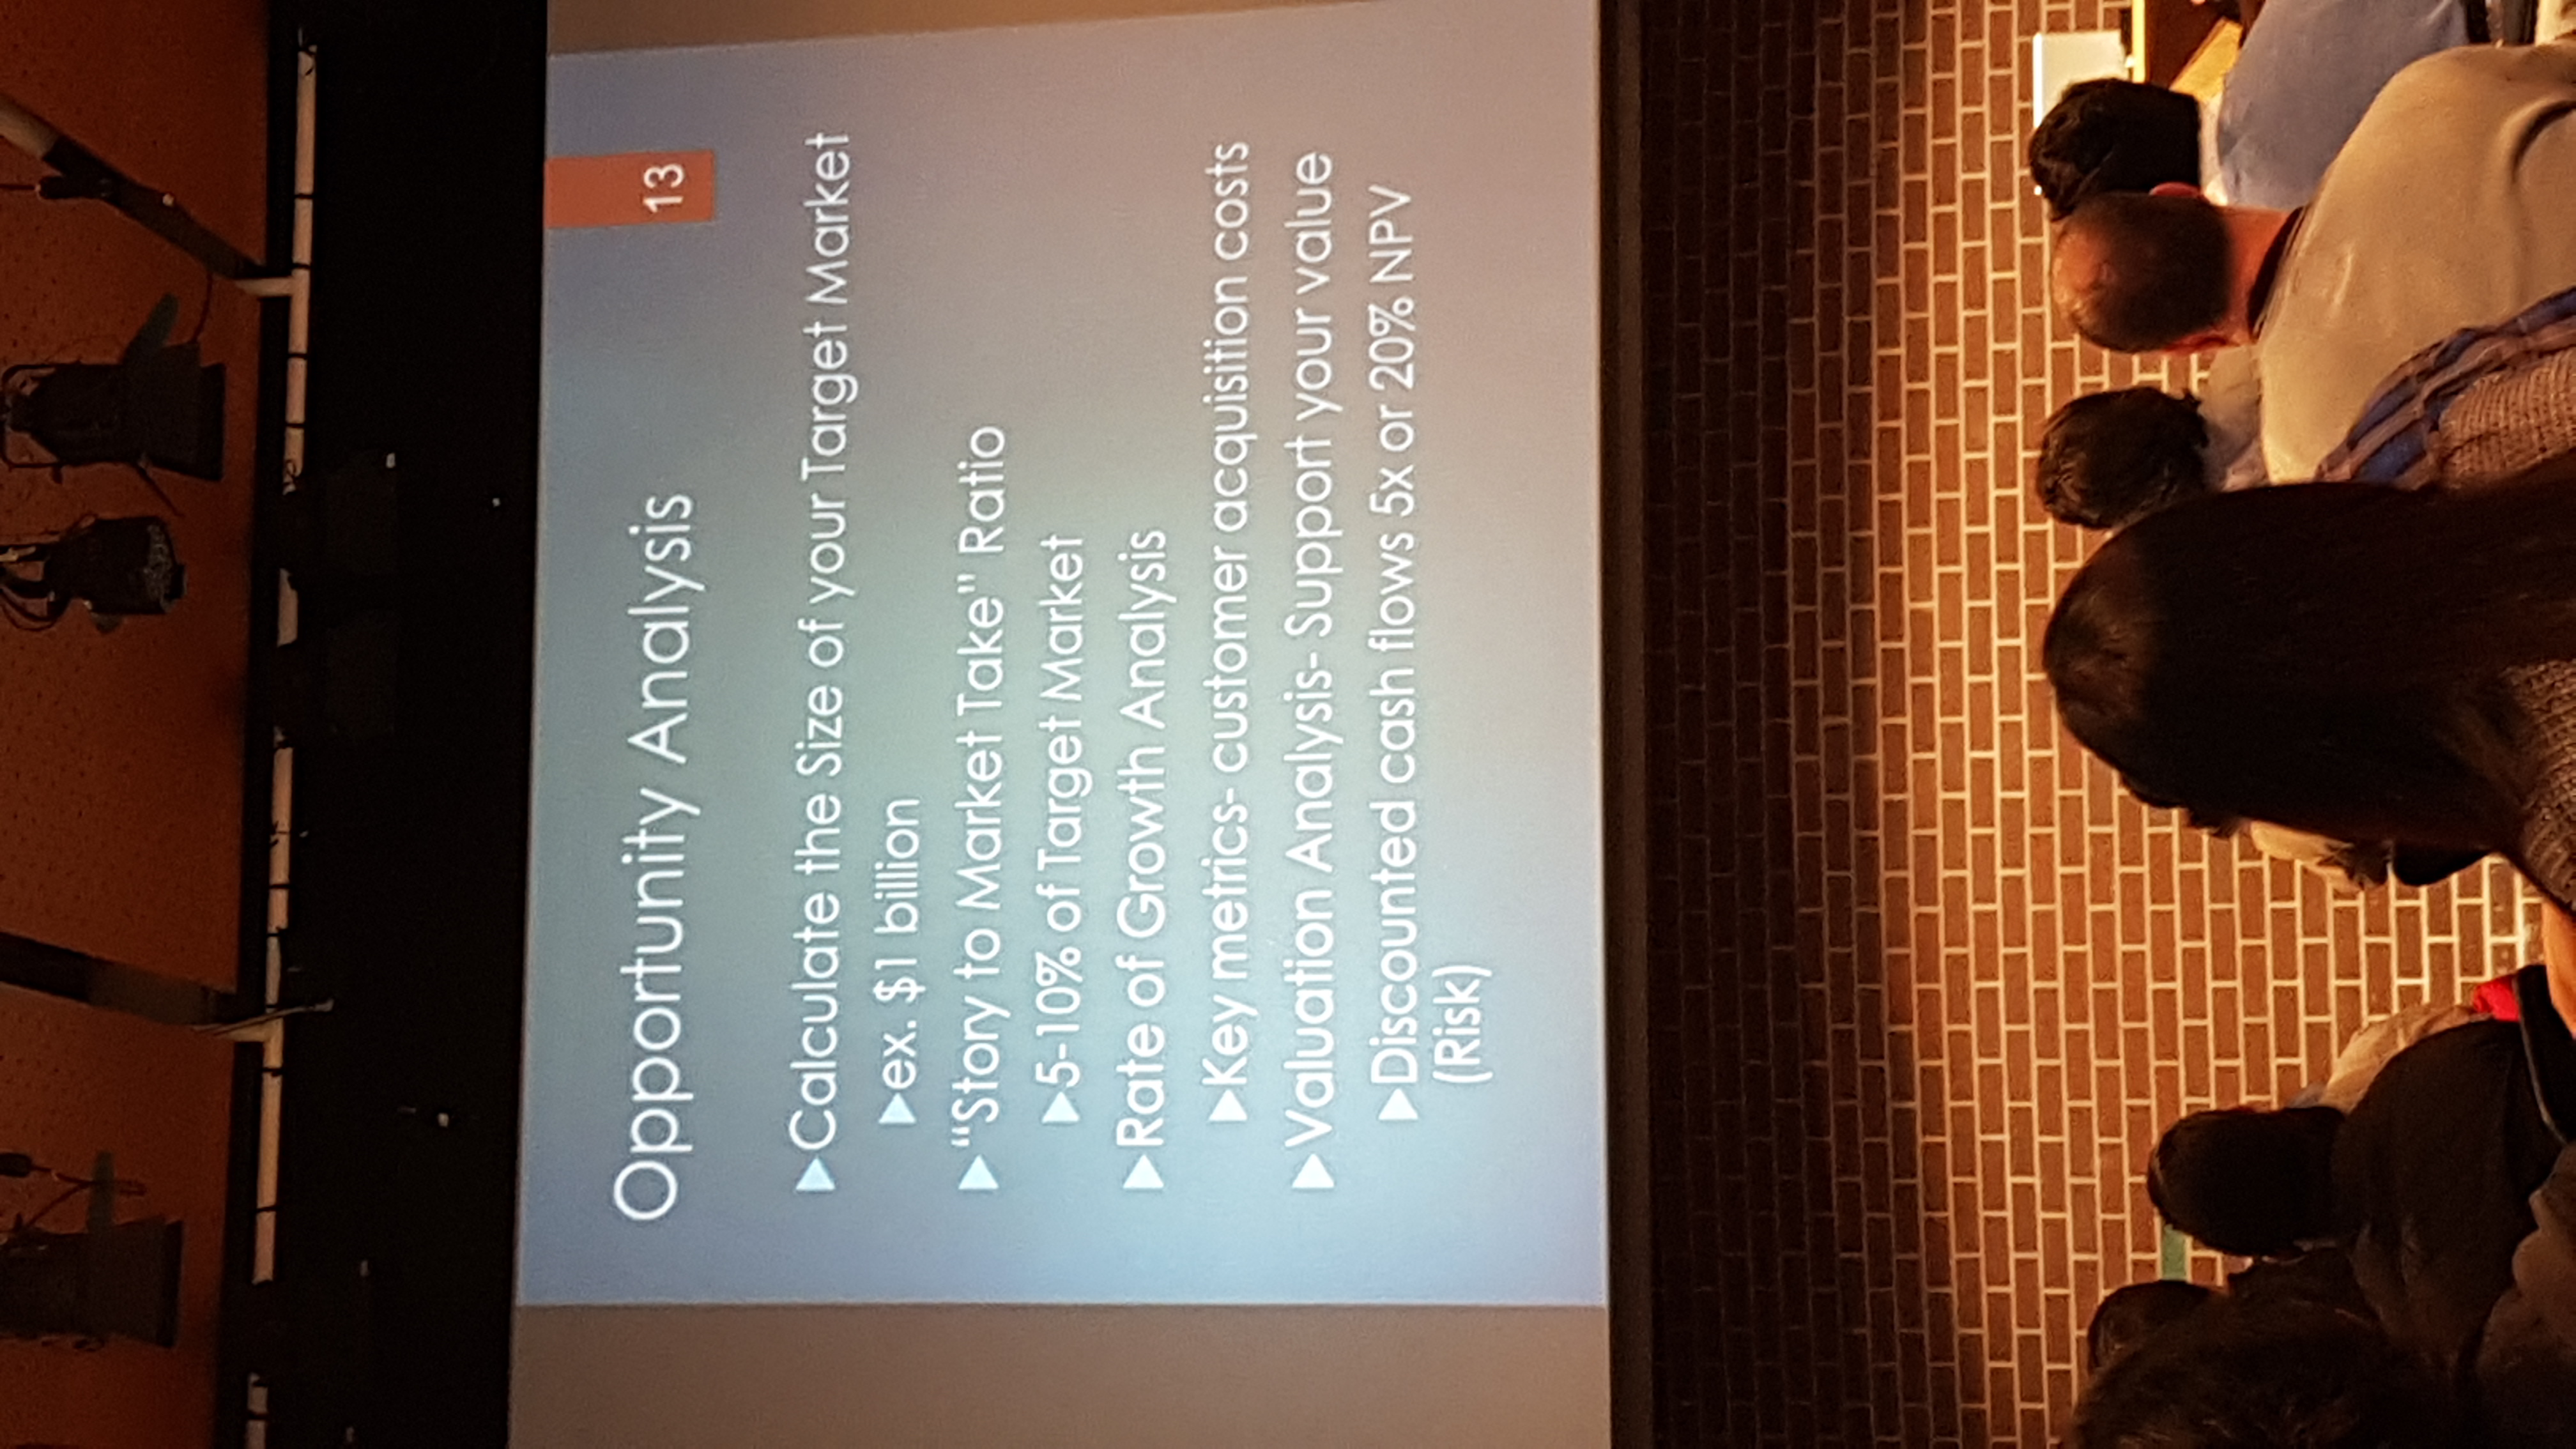 Opportunity Analysis
13
▶Calculate the Size of your Target Market
▶ex. $1 billion
▶“Story to Market Take" Ratio
▶5-10% of Target Market
▶Rate of Growth Analysis
▶Key metrics- customer acquisition costs
▶Valuation Analysis- Support your value
▶Discounted cash flows 5x or 20% NPV
(Risk)